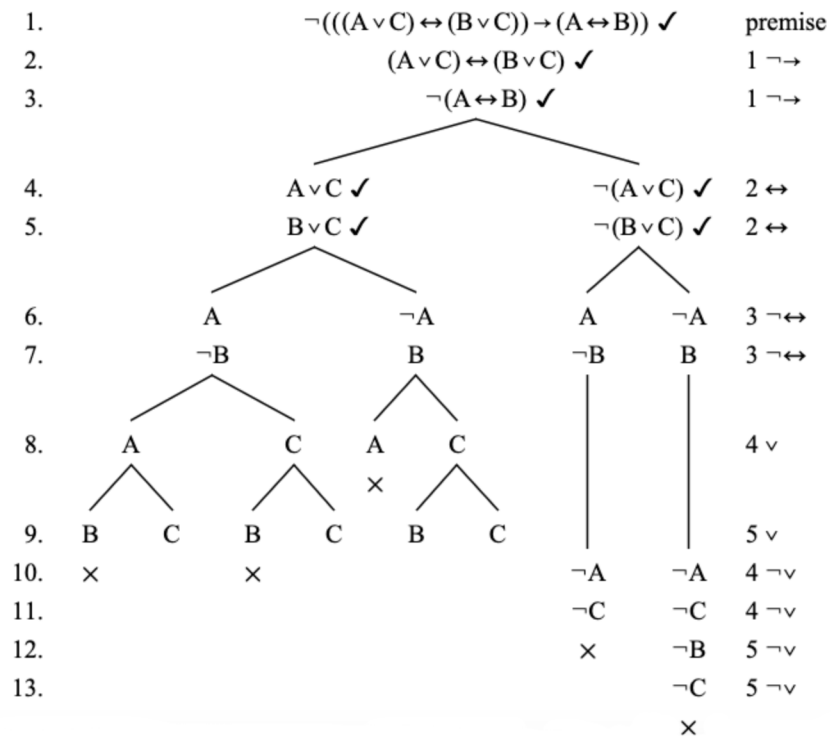 1. ¬(((A∨C)↔(B∨C))→(A↔B)) ✓ premise
2. (A∨C)↔(B∨C) ✓ 1 ¬→
3. ¬(A↔B) ✓ 1 ¬→
4. A∨C ✓ ¬(A∨C) ✓ 2 ↔
5. B∨C ✓ ¬(B∨C) ✓ 2 ↔
6. A ¬A A ¬A 3 ¬↔
7. ¬B B ¬B B 3 ¬↔
8. A C A C 4 ∨
×
9. B C B C B C 5 ∨
10. × × ¬A ¬A 4 ¬∨
11. ¬C ¬C 4 ¬∨
12. × ¬B 5 ¬∨
13. ¬C 5 ¬∨
×